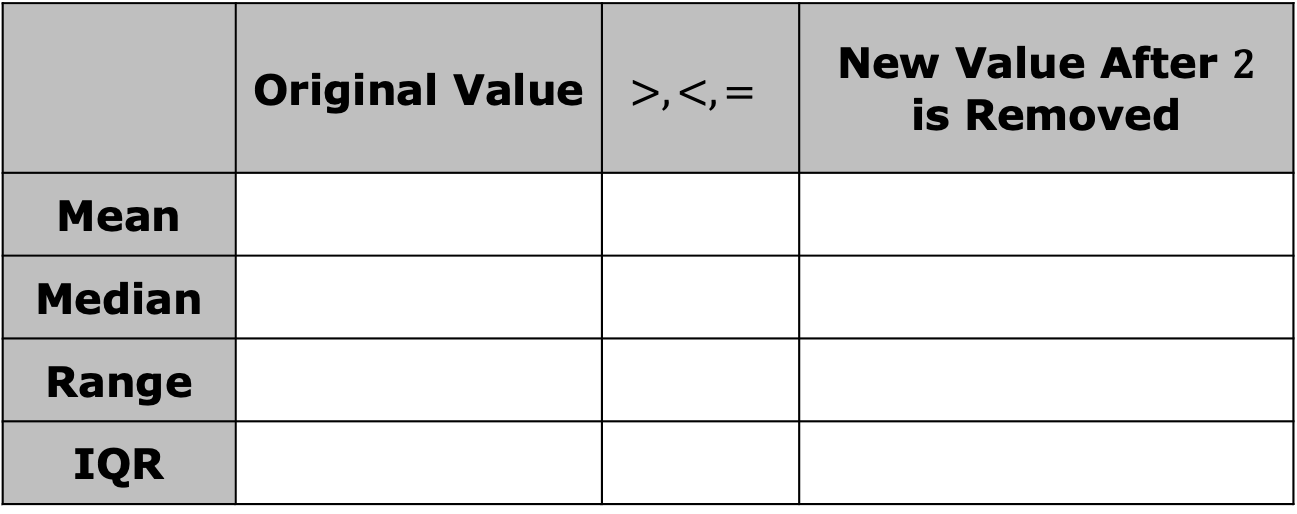 Original Value
>,<,=
New Value After 2
is Removed
Mean
Median
Range
IQR